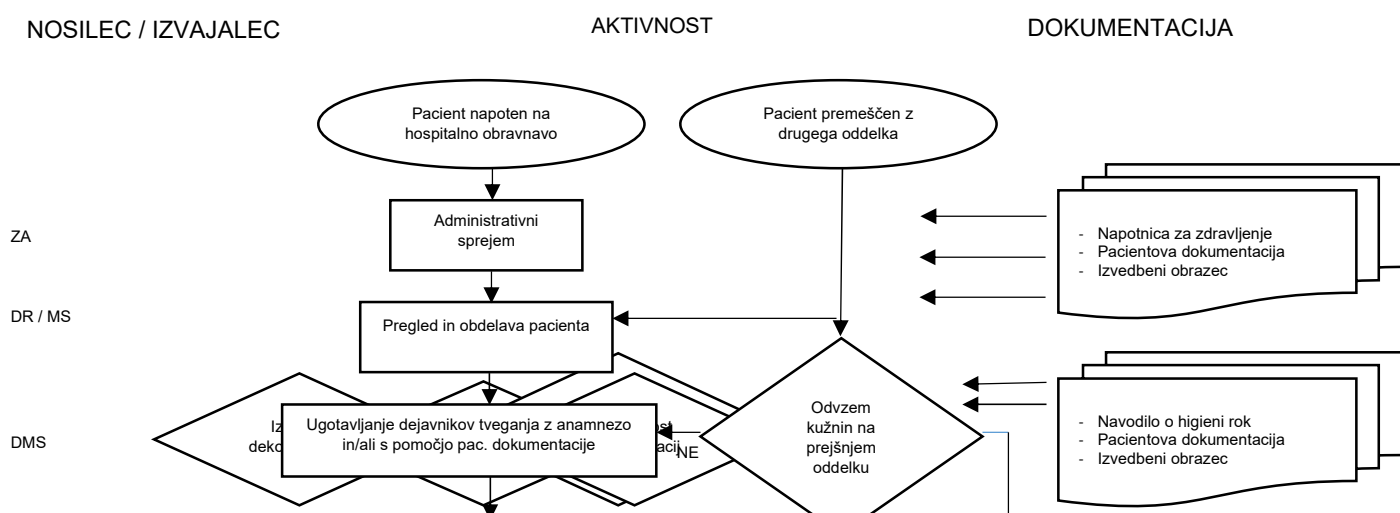 NOSILEC / IZVAJALEC
AKTIVNOST
DOKUMENTACIJA
Pacient napoten na
hospitalno obravnavo
Pacient premeščen z
drugega oddelka
ZA
Administrativni
sprejem
- Napotnica za zdravljenje
- Pacientova dokumentacija
- Izvedbeni obrazec
DR / MS
Pregled in obdelava pacienta
DMS
Ugotavljanje dejavnikov tveganja z anamnezo
in/ali s pomočjo pac. dokumentacije
NE
Odvzem
kužnin na
prejšnjem
oddelku
- Navodilo o higieni rok
- Pacientova dokumentacija
- Izvedbeni obrazec